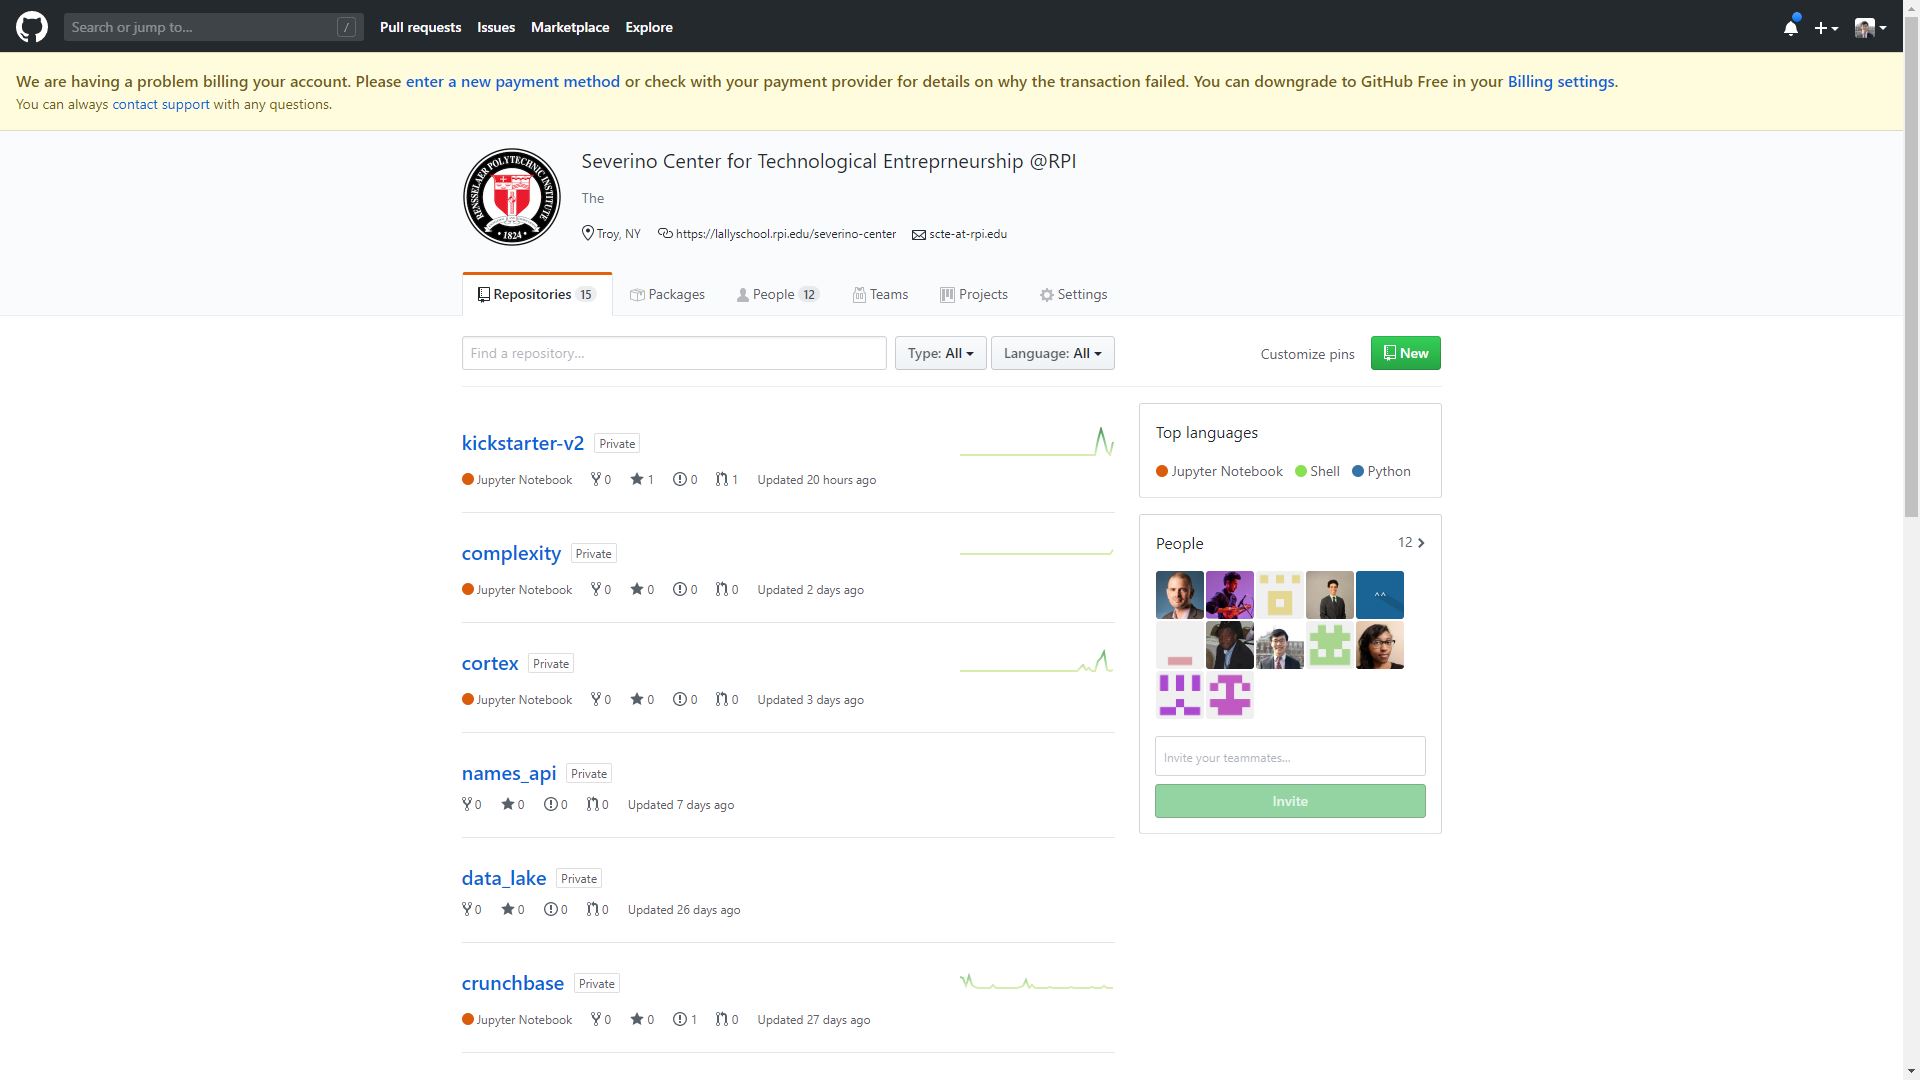 Search or jump to... / Pull requests Issues Marketplace Explore
We are having a problem billing your account. Please enter a new payment method or check with your payment provider for details on why the transaction failed. You can downgrade to GitHub Free in your Billing settings.
You can always contact support with any questions.
RENSSELAER POLYTECHNIC INSTITUTE
1824
Severino Center for Technological Entreprneurship @RPI
The
Troy, NY https://lallyschool.rpi.edu/severino-center scte-at-rpi.edu
Repositories 15 Packages People 12 Teams Projects Settings
Find a repository... Type: All Language: All Customize pins New
kickstarter-v2 Private
Jupyter Notebook 0 1 0 1 Updated 20 hours ago
complexity Private
Jupyter Notebook 0 0 0 0 Updated 2 days ago
cortex Private
Jupyter Notebook 0 0 0 0 Updated 3 days ago
names_api Private
0 0 0 0 Updated 7 days ago
data_lake Private
0 0 0 0 Updated 26 days ago
crunchbase Private
Jupyter Notebook 0 0 1 0 Updated 27 days ago
Top languages
Jupyter Notebook Shell Python
People 12
^^
Invite your teammates...
Invite